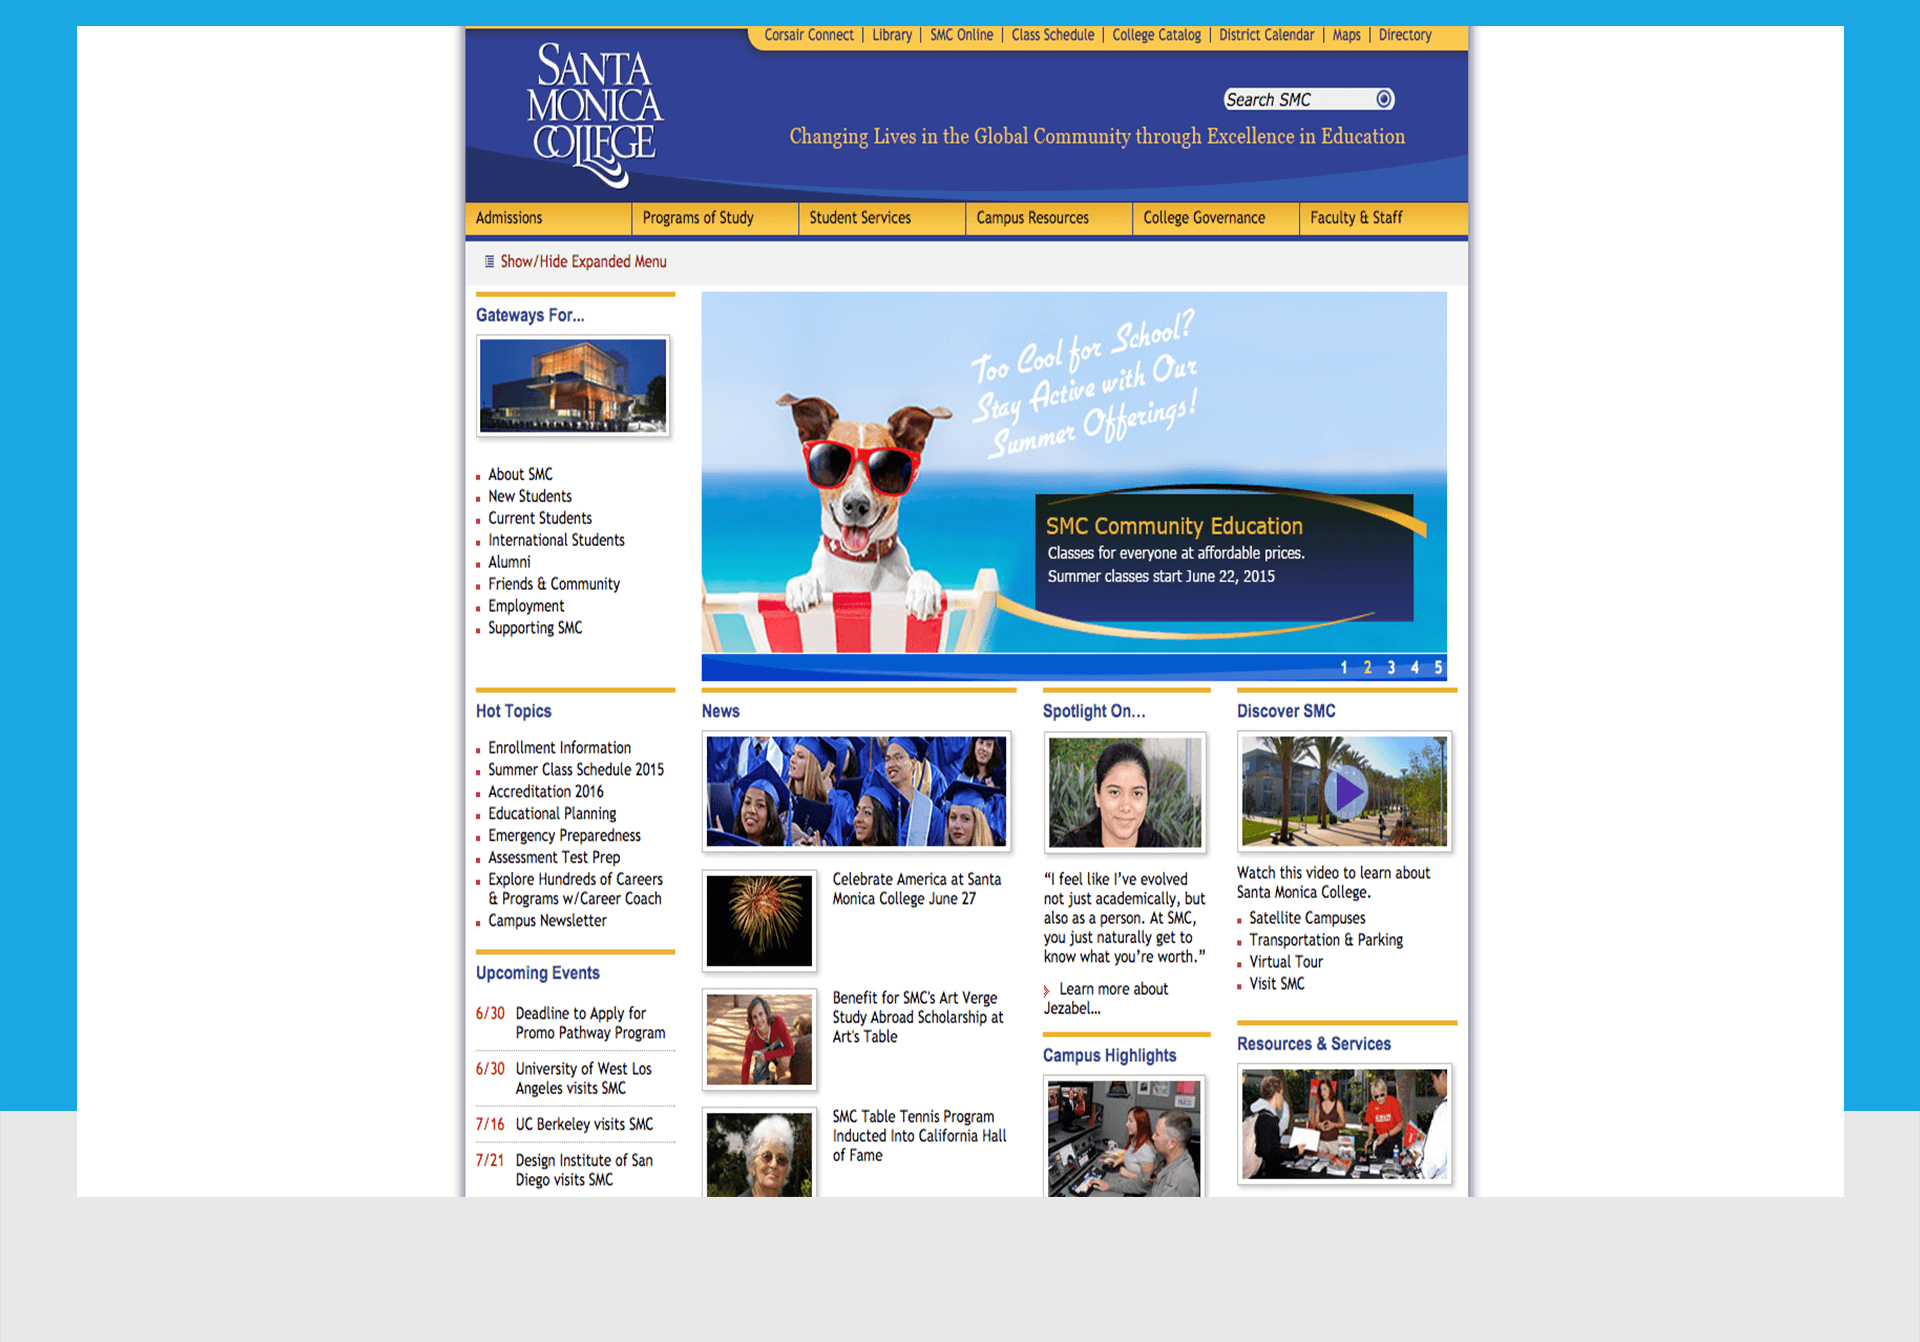 Corsair Connect | Library | SMC Online | Class Schedule | College Catalog | District Calendar | Maps | Directory
SANTA
MONICA
COLLEGE
Search SMC
Changing Lives in the Global Community through Excellence in Education
Admissions
Programs of Study
Student Services
Campus Resources
College Governance
Faculty & Staff
Show/Hide Expanded Menu
Gateways For...
About SMC
New Students
Current Students
International Students
Alumni
Friends & Community
Employment
Supporting SMC
Too Cool for School?
Stay Active with Our
Summer Offerings!
SMC Community Education
Classes for everyone at affordable prices.
Summer classes start June 22, 2015
1 2 3 4 5
Hot Topics
Enrollment Information
Summer Class Schedule 2015
Accreditation 2016
Educational Planning
Emergency Preparedness
Assessment Test Prep
Explore Hundreds of Careers
& Programs w/Career Coach
Campus Newsletter
Upcoming Events
6/30 Deadline to Apply for
Promo Pathway Program
6/30 University of West Los
Angeles visits SMC
7/16 UC Berkeley visits SMC
7/21 Design Institute of San
Diego visits SMC
News
Celebrate America at Santa
Monica College June 27
Benefit for SMC's Art Verge
Study Abroad Scholarship at
Art's Table
SMC Table Tennis Program
Inducted Into California Hall
of Fame
Spotlight On...
“I feel like I’ve evolved
not just academically, but
also as a person. At SMC,
you just naturally get to
know what you’re worth.”
Learn more about
Jezabel...
Campus Highlights
Discover SMC
Watch this video to learn about
Santa Monica College.
Satellite Campuses
Transportation & Parking
Virtual Tour
Visit SMC
Resources & Services